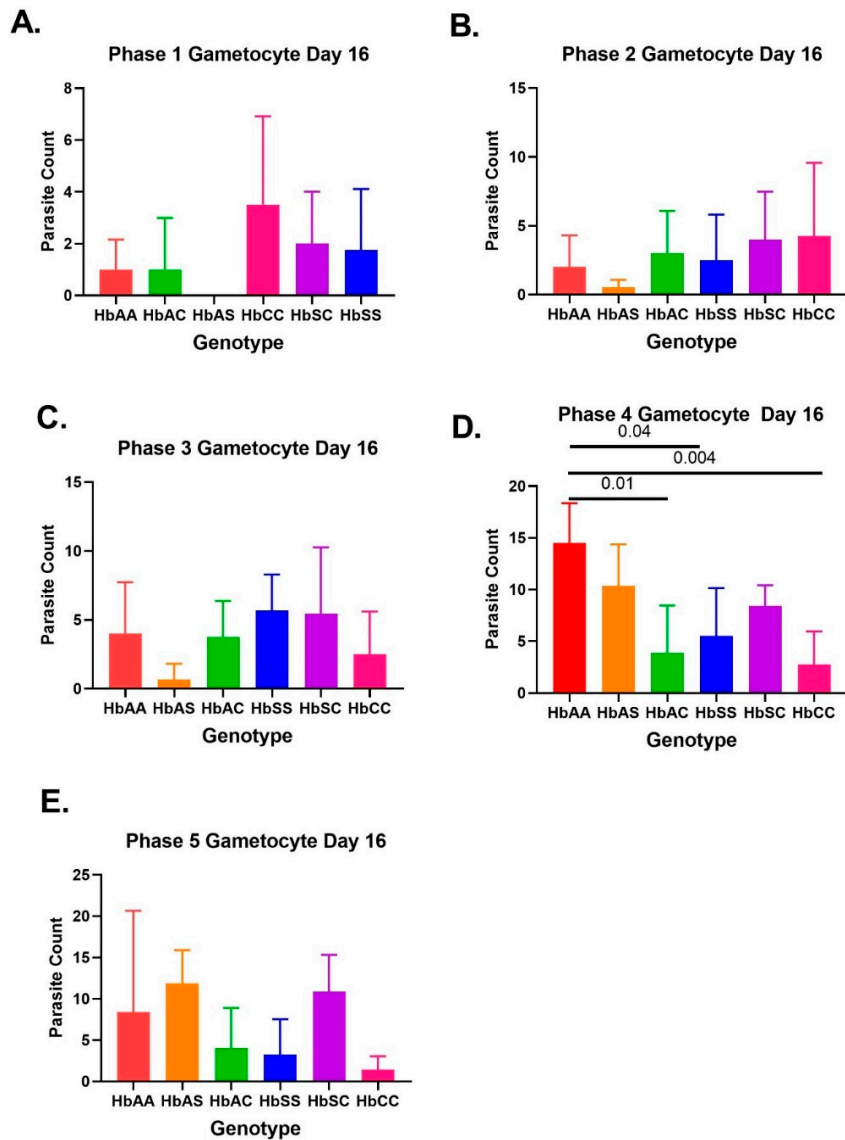 A.
Phase 1 Gametocyte Day 16
Parasite Count
8
6
4
2
0
HbAA HbAC HbAS HbCC HbSC HbSS
Genotype
B.
Phase 2 Gametocyte Day 16
Parasite Count
15
10
5
0
HbAA HbAS HbAC HbSS HbSC HbCC
Genotype
C.
Phase 3 Gametocyte Day 16
Parasite Count
15
10
5
0
HbAA HbAS HbAC HbSS HbSC HbCC
Genotype
D.
Phase 4 Gametocyte Day 16
0.04
0.004
0.01
Parasite Count
20
15
10
5
0
HbAA HbAS HbAC HbSS HbSC HbCC
Genotype
E.
Phase 5 Gametocyte Day 16
Parasite Count
25
20
15
10
5
0
HbAA HbAS HbAC HbSS HbSC HbCC
Genotype